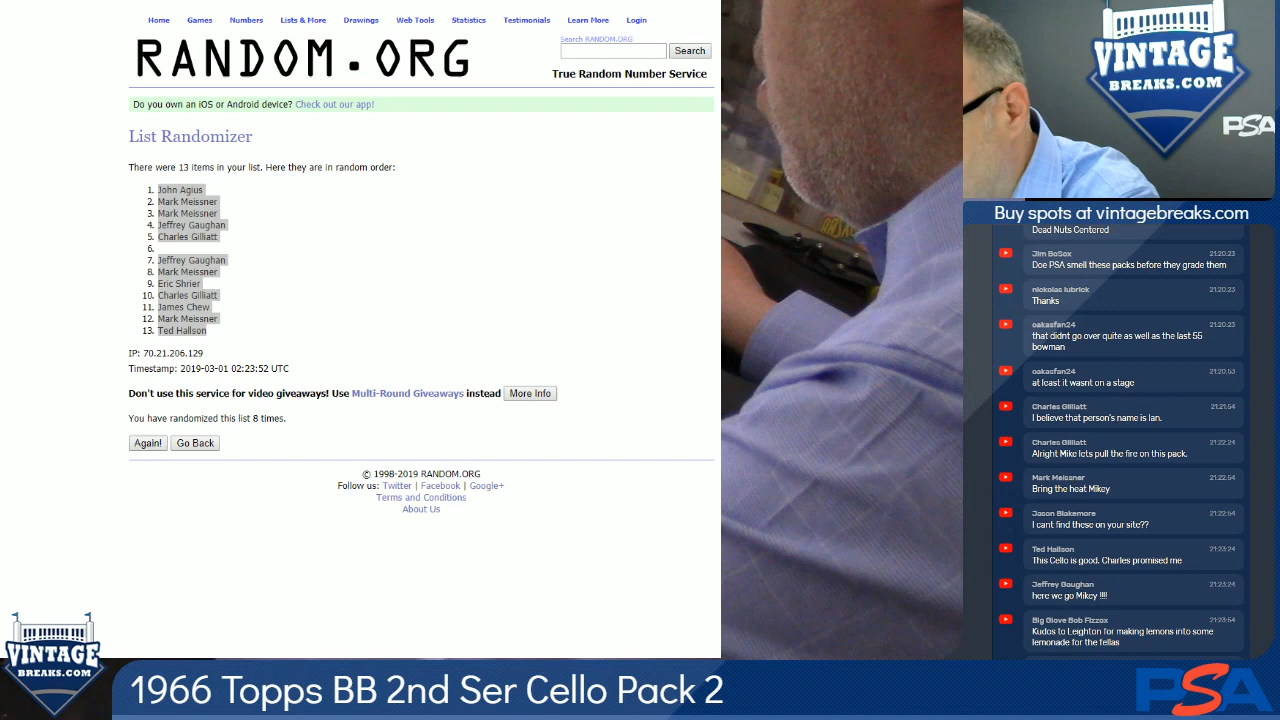 Home Games Numbers Lists & More Drawings Web Tools Statistics Testimonials Learn More Login
RANDOM.ORG
Search RANDOM.ORG
Search
True Random Number Service
Do you own an iOS or Android device? Check out our app!
List Randomizer
There were 13 items in your list. Here they are in random order:
1. John Agius
2. Mark Meissner
3. Mark Meissner
4. Jeffrey Gaughan
5. Charles Gilliatt
6.
7. Jeffrey Gaughan
8. Mark Meissner
9. Eric Shrier
10. Charles Gilliatt
11. James Chew
12. Mark Meissner
13. Ted Hallson
IP: 70.21.206.129
Timestamp: 2019-03-01 02:23:52 UTC
Don't use this service for video giveaways! Use Multi-Round Giveaways instead More Info
You have randomized this list 8 times.
Again! Go Back
© 1998-2019 RANDOM.ORG
Follow us: Twitter | Facebook | Google+
Terms and Conditions
About Us
VINTAGE
BREAKS.COM
PSA
Buy spots at vintagebreaks.com
Dead Nuts Centered
Jim BoSox 21:20:23
Doe PSA smell these packs before they grade them
nickolas lubrick 21:20:23
Thanks
oakasfan24 21:20:23
that didnt go over quite as well as the last 55
bowman
oakasfan24 21:20:53
at least it wasnt on a stage
Charles Gilliatt 21:21:54
I believe that person's name is Ian.
Charles Gilliatt 21:22:24
Alright Mike lets pull the fire on this pack.
Mark Meissner 21:22:54
Bring the heat Mikey
Jason Blakemore 21:22:54
I cant find these on your site??
Ted Hallson 21:23:24
This Cello is good. Charles promised me
Jeffrey Gaughan 21:23:24
here we go Mikey !!!!
Big Glove Bob Fizzox 21:23:54
Kudos to Leighton for making lemons into some
lemonade for the fellas
VINTAGE
BREAKS.COM
1966 Topps BB 2nd Ser Cello Pack 2
PSA